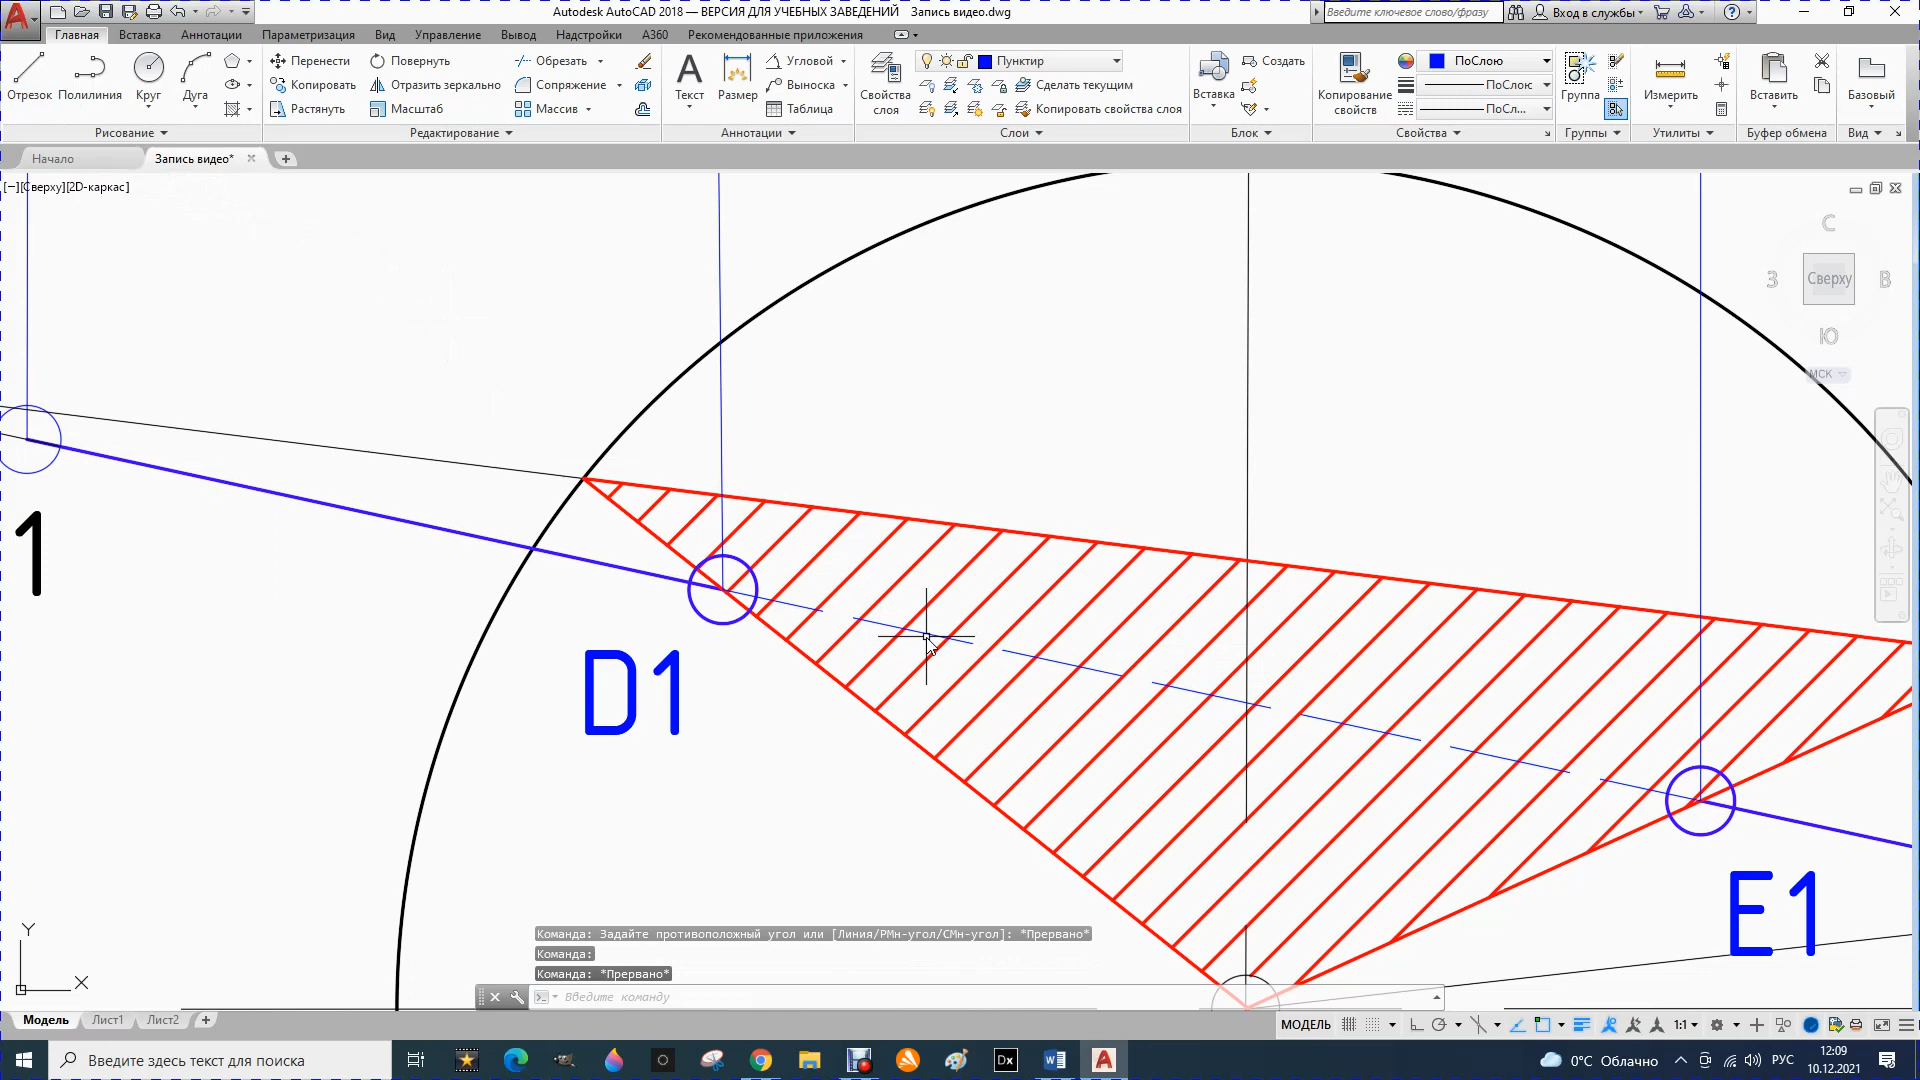 Autodesk AutoCAD 2018 — ВЕРСИЯ ДЛЯ УЧЕБНЫХ ЗАВЕДЕНИЙ Запись видео.dwg
Введите ключевое слово/фразу
Вход в службы
Главная Вставка Аннотации Параметризация Вид Управление Вывод Надстройки A360 Рекомендованные приложения
Отрезок Полилиния Круг Дуга
Рисование
Перенести Повернуть Обрезать
Копировать Отразить зеркально Сопряжение
Растянуть Масштаб Массив
Редактирование
Текст Размер
Угловой
Выноска
Таблица
Аннотации
Свойства слоя
Пунктир
Сделать текущим
Копировать свойства слоя
Слои
Вставка
Создать
Блок
Копирование свойств
ПоСлою
ПоСлою
ПоСл...
Свойства
Группа
Группы
Измерить
Утилиты
Вставить
Буфер обмена
Базовый
Вид
Начало
Запись видео*
[−][Сверху][2D-каркас]
С
З Сверху В
Ю
МСК
1
D1
E1
Y
X
Команда: Задайте противоположный угол или [Линия/РМн-угол/СМн-угол]: *Прервано*
Команда:
Команда: *Прервано*
Введите команду
Модель Лист1 Лист2
МОДЕЛЬ
1:1
Введите здесь текст для поиска
Dx
0°C Облачно
РУС
12:09
10.12.2021